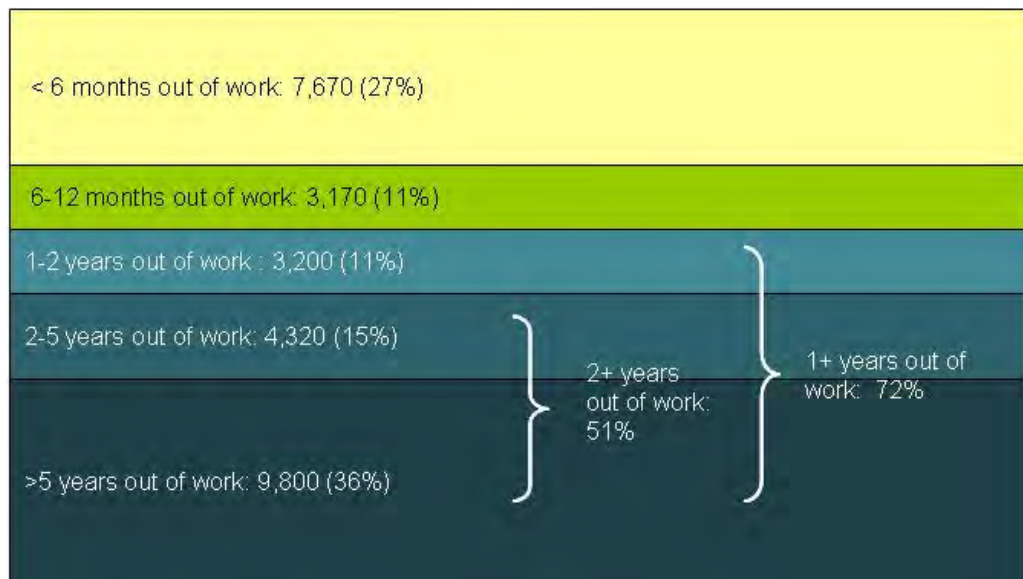 < 6 months out of work: 7,670 (27%)
6-12 months out of work: 3,170 (11%)
1-2 years out of work : 3,200 (11%)
2-5 years out of work: 4,320 (15%)
>5 years out of work: 9,800 (36%)
2+ years
out of work:
51%
1+ years out of
work:  72%